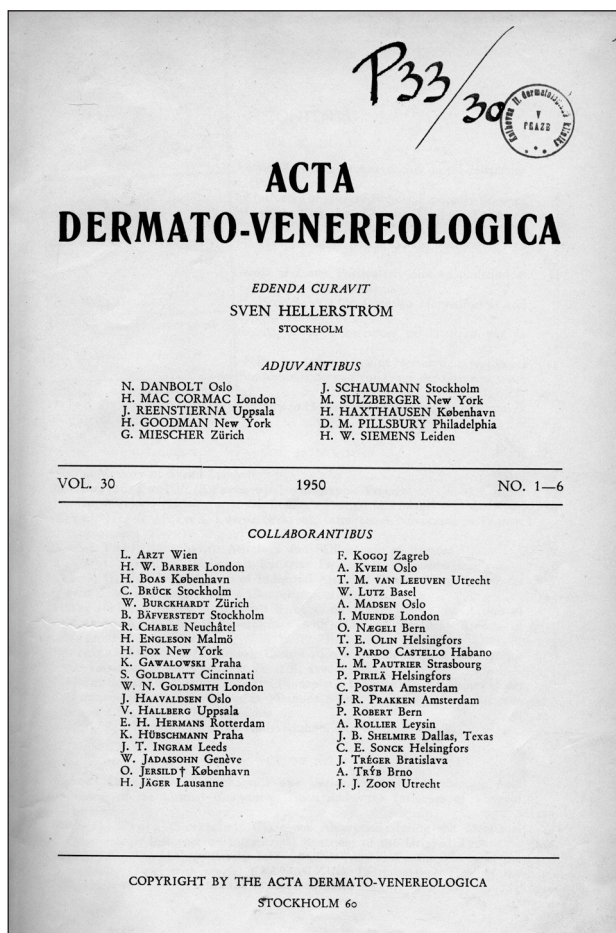 P33/30
Knihovna II. dermatologické kliniky
V
PRAZE
ACTA
DERMATO-VENEREOLOGICA
EDENDA CURAVIT
SVEN HELLERSTRÖM
STOCKHOLM
ADJUVANTIBUS
N. DANBOLT Oslo
H. MAC CORMAC London
J. REENSTIERNA Uppsala
H. GOODMAN New York
G. MIESCHER Zürich
J. SCHAUMANN Stockholm
M. SULZBERGER New York
H. HAXTHAUSEN København
D. M. PILLSBURY Philadelphia
H. W. SIEMENS Leiden
VOL. 30 1950 NO. 1—6
COLLABORANTIBUS
L. ARZT Wien
H. W. BARBER London
H. BOAS København
C. BRÜCK Stockholm
W. BURCKHARDT Zürich
B. BÄFVERSTEDT Stockholm
R. CHABLE Neuchâtel
H. ENGLESON Malmö
H. FOX New York
K. GAWALOWSKI Praha
S. GOLDBLATT Cincinnati
W. N. GOLDSMITH London
J. HAAVALDSEN Oslo
V. HALLBERG Uppsala
E. H. HERMANS Rotterdam
K. HÜBSCHMANN Praha
J. T. INGRAM Leeds
W. JADASSOHN Genève
O. JERSILD† København
H. JÄGER Lausanne
F. KOGOJ Zagreb
A. KVEIM Oslo
T. M. VAN LEEUVEN Utrecht
W. LUTZ Basel
A. MADSEN Oslo
I. MUENDE London
O. NÆGELI Bern
T. E. OLIN Helsingfors
V. PARDO CASTELLO Habano
L. M. PAUTRIER Strasbourg
P. PIRILÄ Helsingfors
C. POSTMA Amsterdam
J. R. PRAKKEN Amsterdam
P. ROBERT Bern
A. ROLLIER Leysin
J. B. SHELMIRE Dallas, Texas
C. E. SONCK Helsingfors
J. TRÉGER Bratislava
A. TRÝB Brno
J. J. ZOON Utrecht
COPYRIGHT BY THE ACTA DERMATO-VENEREOLOGICA
STOCKHOLM 60